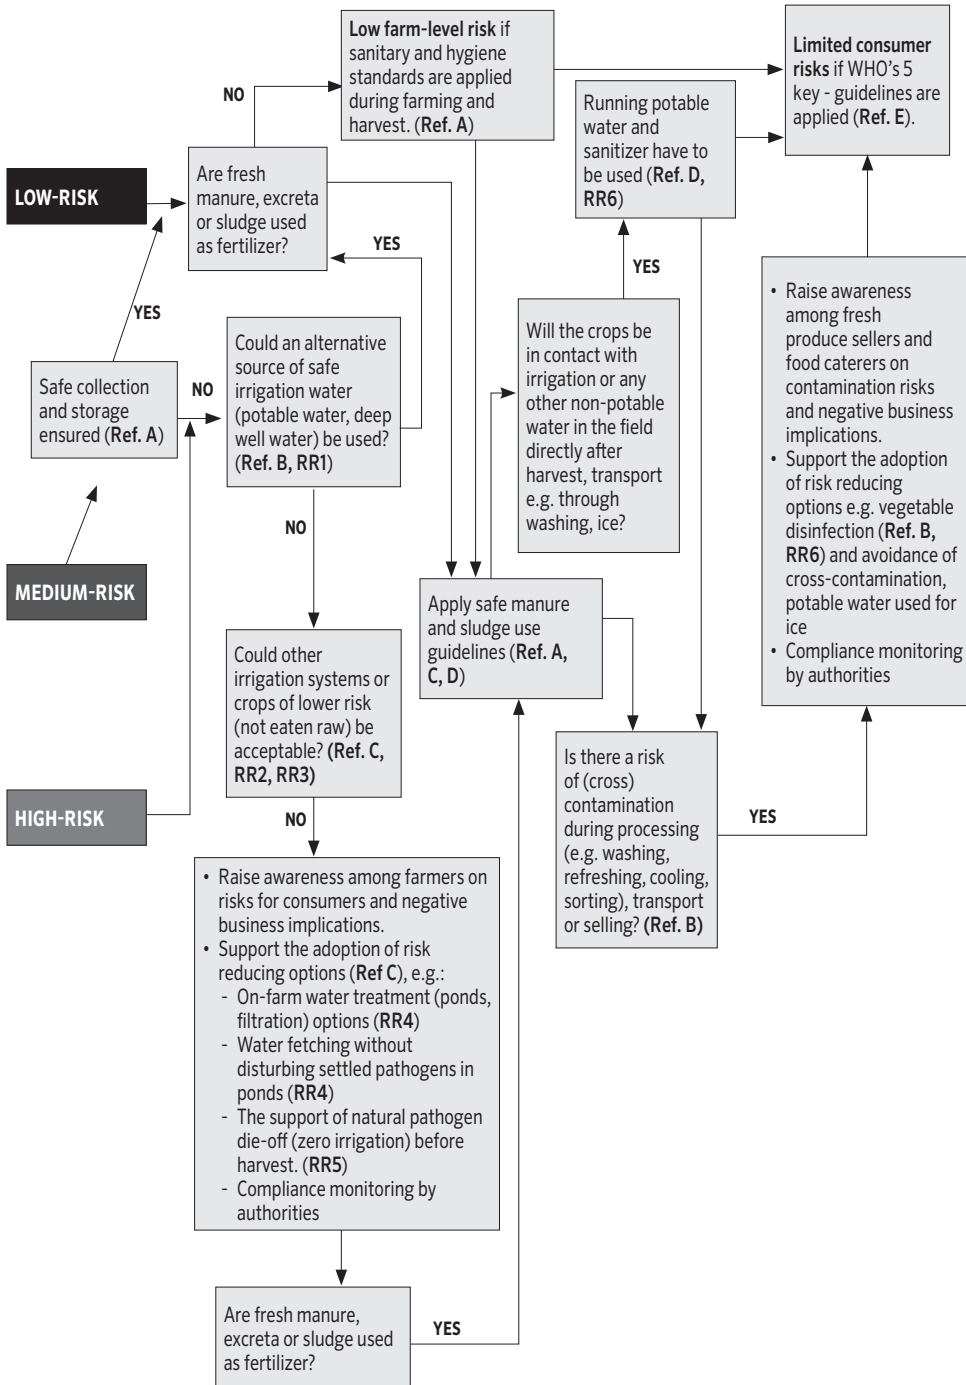 Low farm-level risk if
sanitary and hygiene
standards are applied
during farming and
harvest. (Ref. A)
Limited consumer
risks if WHO's 5
key - guidelines are
applied (Ref. E).
NO
Running potable
water and
sanitizer have to
be used (Ref. D,
RR6)
LOW-RISK
Are fresh
manure, excreta
or sludge used
as fertilizer?
YES
YES
YES
Safe collection
and storage
ensured (Ref. A)
NO
Could an alternative
source of safe
irrigation water
(potable water, deep
well water) be used?
(Ref. B, RR1)
Will the crops be
in contact with
irrigation or any
other non-potable
water in the field
directly after
harvest, transport
e.g. through
washing, ice?
• Raise awareness
among fresh
produce sellers and
food caterers on
contamination risks
and negative business
implications.
• Support the adoption
of risk reducing
options e.g. vegetable
disinfection (Ref. B,
RR6) and avoidance of
cross-contamination,
potable water used for
ice
• Compliance monitoring
by authorities
NO
MEDIUM-RISK
Apply safe manure
and sludge use
guidelines (Ref. A,
C, D)
Could other
irrigation systems or
crops of lower risk
(not eaten raw) be
acceptable? (Ref. C,
RR2, RR3)
HIGH-RISK
NO
Is there a risk
of (cross)
contamination
during processing
(e.g. washing,
refreshing, cooling,
sorting), transport
or selling? (Ref. B)
YES
• Raise awareness among farmers on
risks for consumers and negative
business implications.
• Support the adoption of risk
reducing options (Ref C), e.g.:
- On-farm water treatment (ponds,
filtration) options (RR4)
- Water fetching without
disturbing settled pathogens in
ponds (RR4)
- The support of natural pathogen
die-off (zero irrigation) before
harvest. (RR5)
- Compliance monitoring by
authorities
Are fresh manure,
excreta or sludge used
as fertilizer?
YES